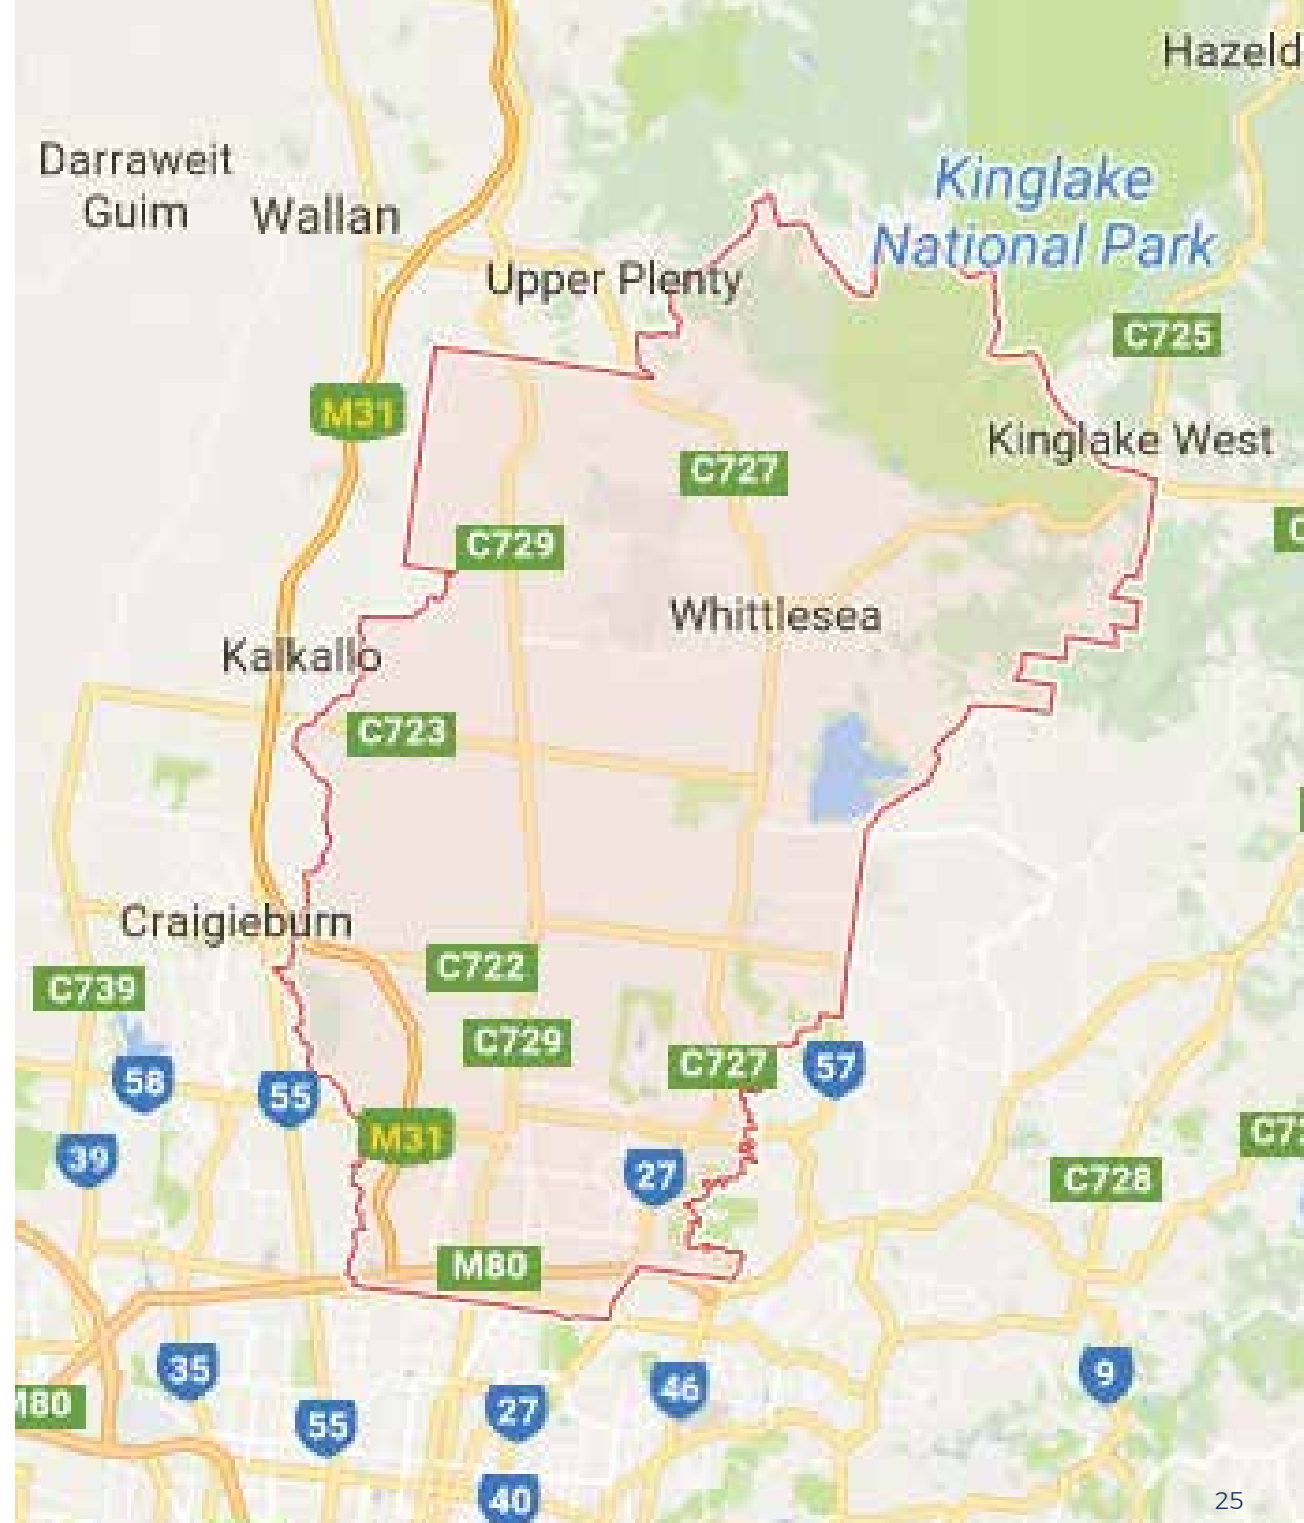 Hazeld
Darraweit
Guim
Wallan
Kinglake
National Park
Upper Plenty
C725
M31
Kinglake West
C727
C729
C
Whittlesea
Kalkallo
C723
Craigieburn
C722
C739
C729
C727
57
58
55
M31
C72
39
27
C728
M80
35
9
46
M80
27
55
40
25